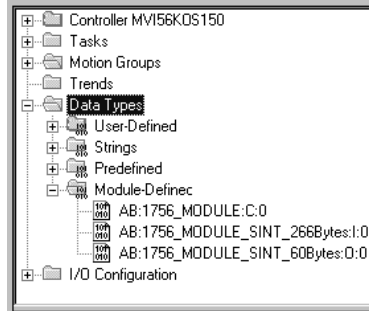 Controller MVI56KOS150
Tasks
Motion Groups
Trends
Data Types
User-Defined
Strings
Predefined
Module-Definec
AB:1756_MODULE:C:0
AB:1756_MODULE_SINT_266Bytes:I:0
AB:1756_MODULE_SINT_60Bytes:O:0
I/O Configuration